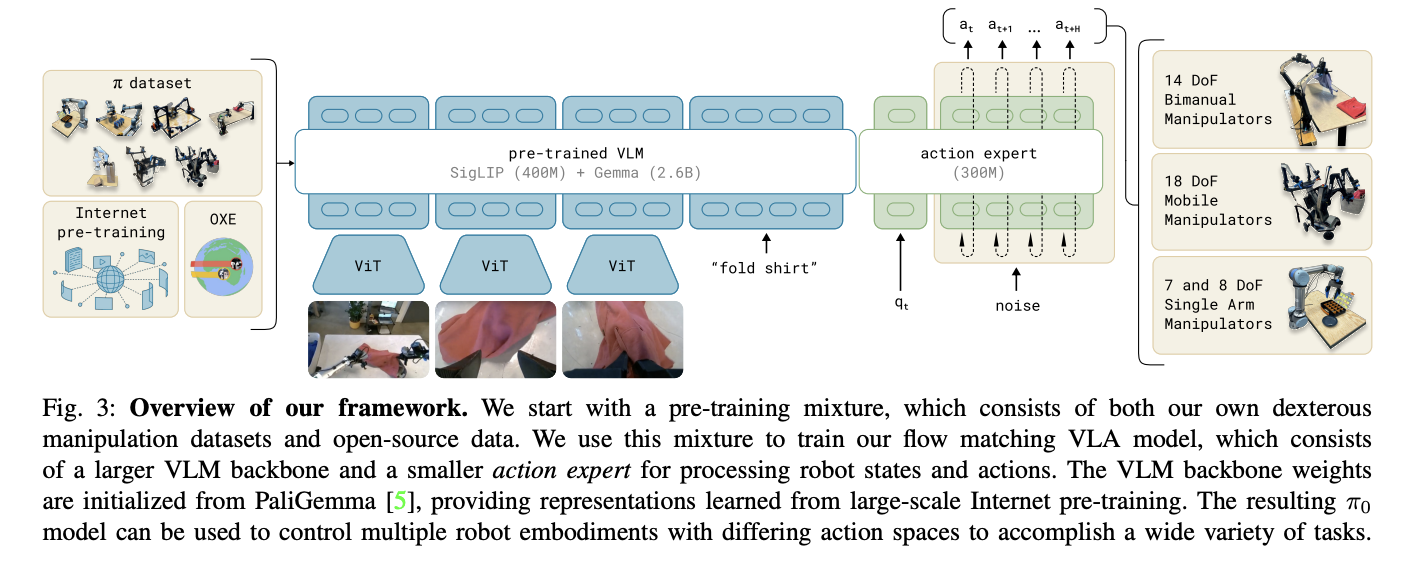 π dataset
Internet
pre-training
OXE
pre-trained VLM
SigLIP (400M) + Gemma (2.6B)
ViT
ViT
ViT
“fold shirt”
action expert
(300M)
qₜ
noise
aₜ aₜ₊₁ ... aₜ₊H
14 DoF
Bimanual
Manipulators
18 DoF
Mobile
Manipulators
7 and 8 DoF
Single Arm
Manipulators
Fig. 3: Overview of our framework. We start with a pre-training mixture, which consists of both our own dexterous
manipulation datasets and open-source data. We use this mixture to train our flow matching VLA model, which consists
of a larger VLM backbone and a smaller action expert for processing robot states and actions. The VLM backbone weights
are initialized from PaliGemma [5], providing representations learned from large-scale Internet pre-training. The resulting π₀
model can be used to control multiple robot embodiments with differing action spaces to accomplish a wide variety of tasks.